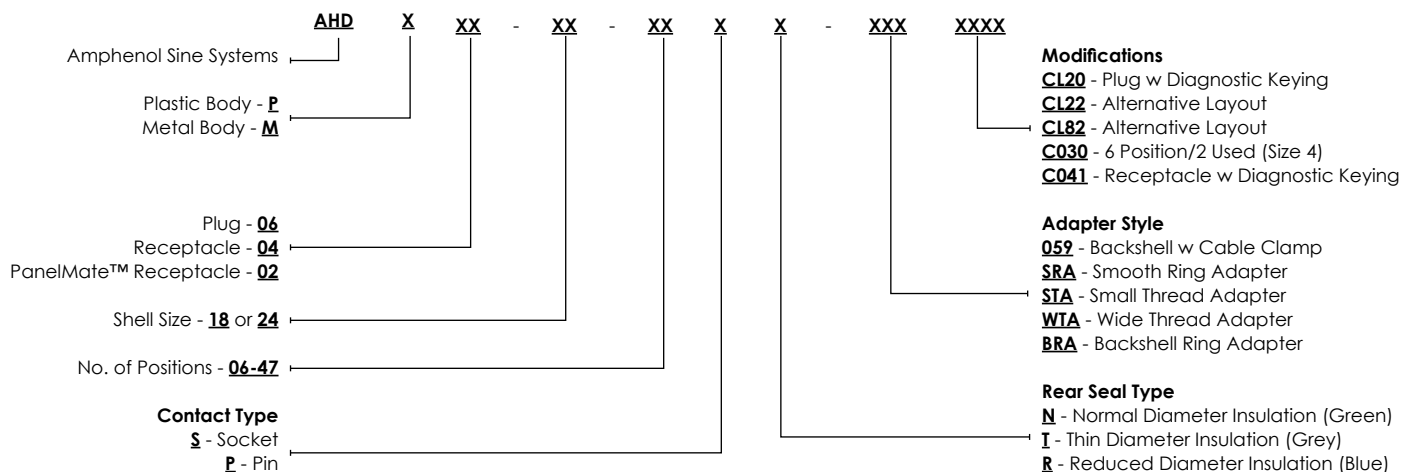 AHD X XX - XX - XX X X - XXX XXXX
Amphenol Sine Systems
Plastic Body - P
Metal Body - M
Plug - 06
Receptacle - 04
PanelMate™ Receptacle - 02
Shell Size - 18 or 24
No. of Positions - 06-47
Contact Type
S - Socket
P - Pin
Modifications
CL20 - Plug w Diagnostic Keying
CL22 - Alternative Layout
CL82 - Alternative Layout
C030 - 6 Position/2 Used (Size 4)
C041 - Receptacle w Diagnostic Keying
Adapter Style
059 - Backshell w Cable Clamp
SRA - Smooth Ring Adapter
STA - Small Thread Adapter
WTA - Wide Thread Adapter
BRA - Backshell Ring Adapter
Rear Seal Type
N - Normal Diameter Insulation (Green)
T - Thin Diameter Insulation (Grey)
R - Reduced Diameter Insulation (Blue)